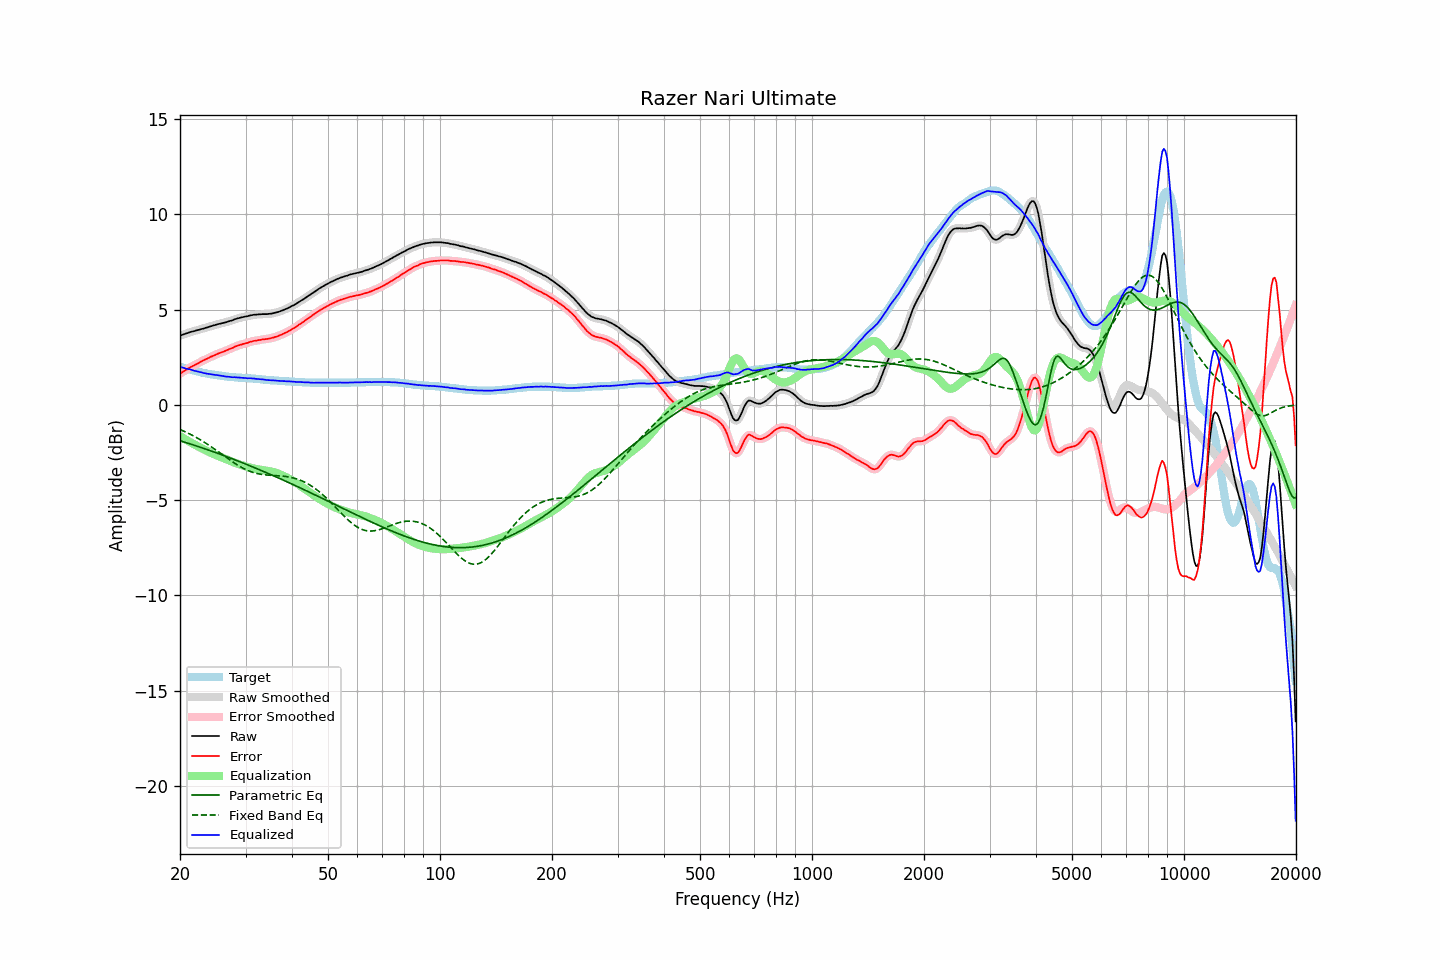 Razer Nari Ultimate
Amplitude (dBr)
15
10
5
0
−5
−10
−15
−20
Target
Raw Smoothed
Error Smoothed
Raw
Error
Equalization
Parametric Eq
Fixed Band Eq
Equalized
20 50 100 200 500 1000 2000 5000 10000 20000
Frequency (Hz)